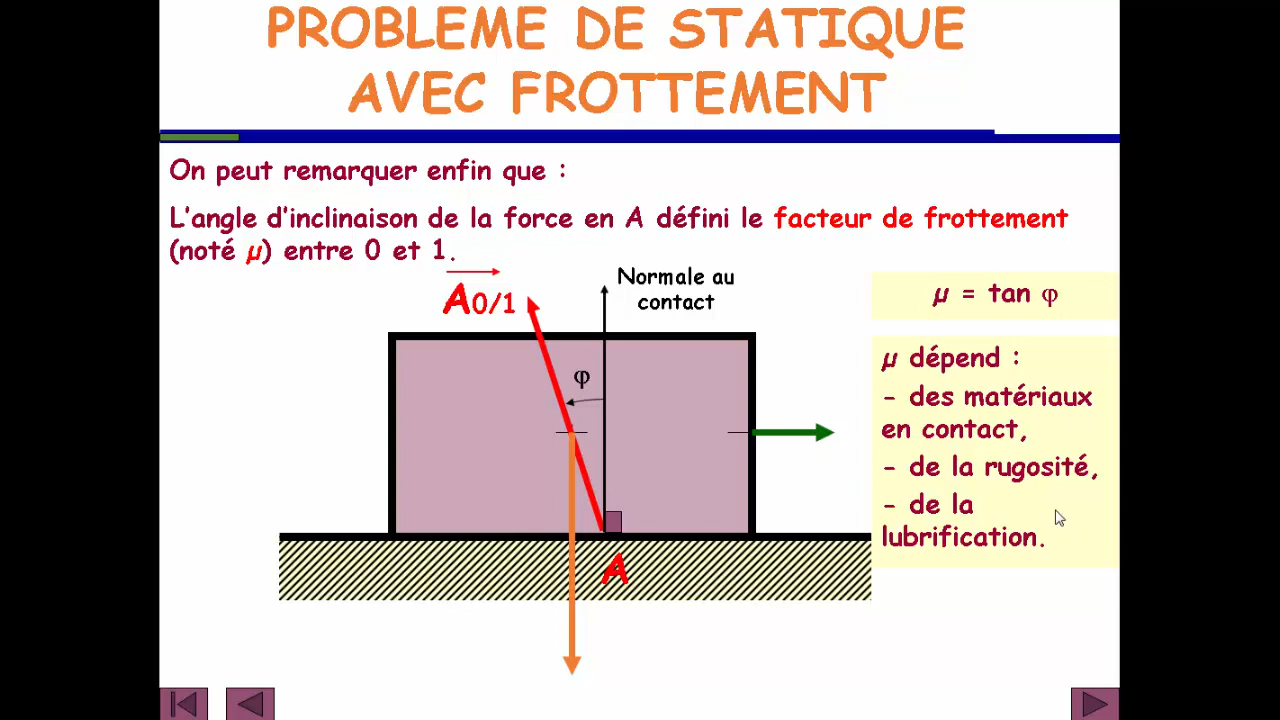 PROBLEME DE STATIQUE
AVEC FROTTEMENT
On peut remarquer enfin que :
L'angle d'inclinaison de la force en A défini le facteur de frottement
(noté µ) entre 0 et 1.
A0/1
Normale au
contact
φ
A
µ = tan φ
µ dépend :
- des matériaux
en contact,
- de la rugosité,
- de la
lubrification.